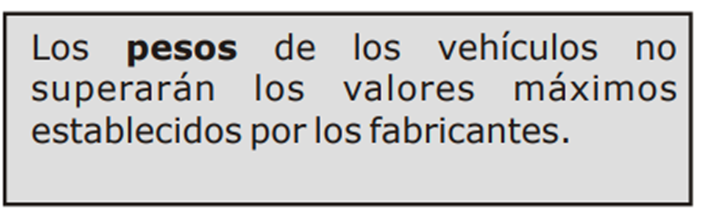 Los pesos de los vehículos no
superarán los valores máximos
establecidos por los fabricantes.